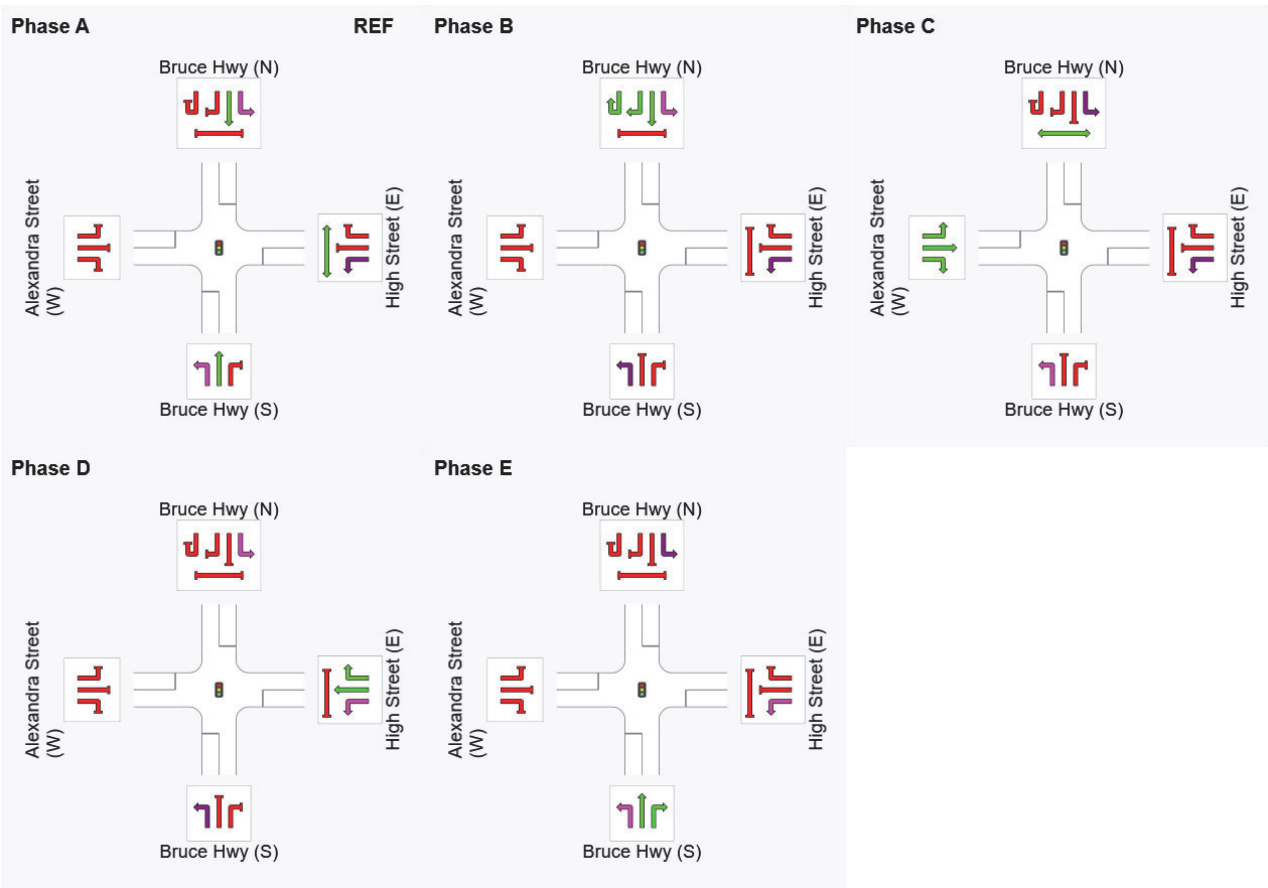 Phase A
REF
Bruce Hwy (N)
Alexandra Street
(W)
High Street (E)
Bruce Hwy (S)
Phase B
Bruce Hwy (N)
Alexandra Street
(W)
High Street (E)
Bruce Hwy (S)
Phase C
Bruce Hwy (N)
Alexandra Street
(W)
High Street (E)
Bruce Hwy (S)
Phase D
Bruce Hwy (N)
Alexandra Street
(W)
High Street (E)
Bruce Hwy (S)
Phase E
Bruce Hwy (N)
Alexandra Street
(W)
High Street (E)
Bruce Hwy (S)